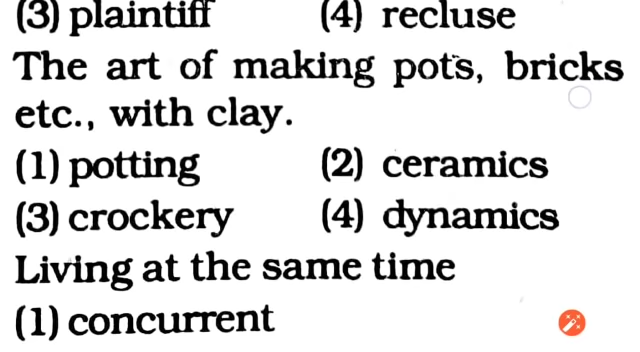 (3) plaintiff (4) recluse
The art of making pots, bricks
etc., with clay.
(1) potting (2) ceramics
(3) crockery (4) dynamics
Living at the same time
(1) concurrent